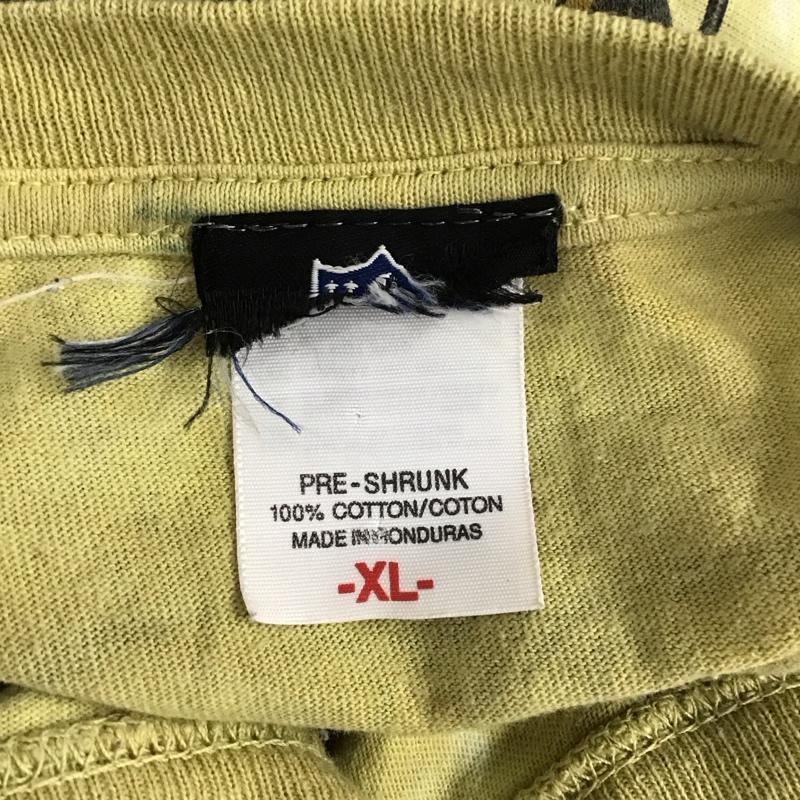 PRE-SHRUNK
100% COTTON/COTON
MADE IN HONDURAS
-XL-